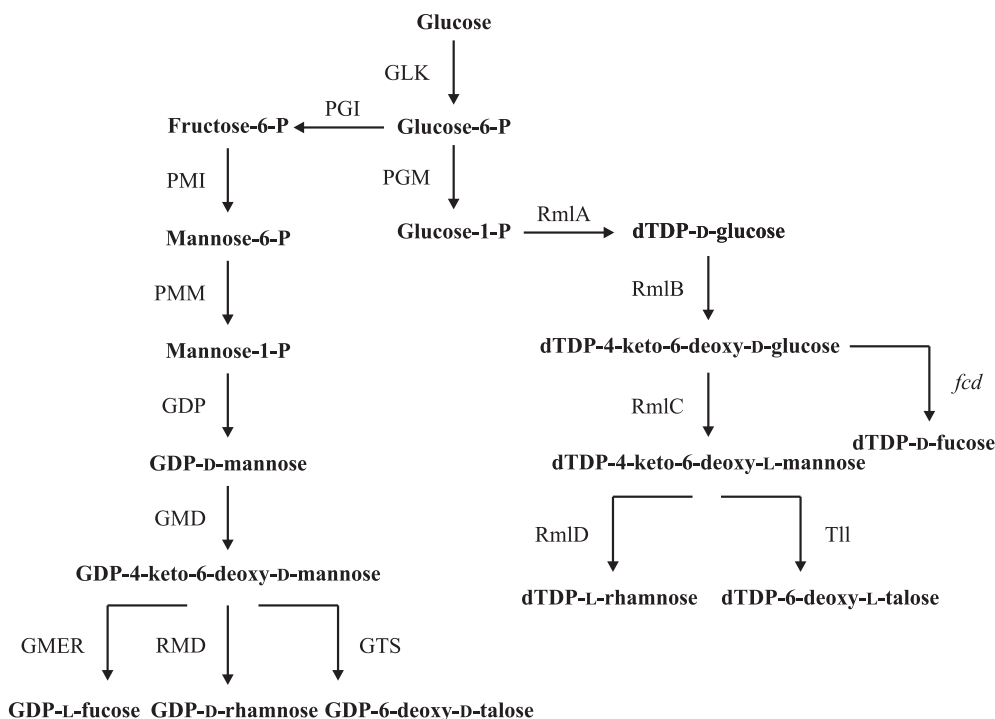 Glucose
GLK
PGI
Fructose-6-P
Glucose-6-P
PMI
PGM
RmlA
Mannose-6-P
Glucose-1-P
dTDP-D-glucose
PMM
RmlB
Mannose-1-P
dTDP-4-keto-6-deoxy-D-glucose
GDP
RmlC
fcd
dTDP-D-fucose
GDP-D-mannose
dTDP-4-keto-6-deoxy-L-mannose
GMD
RmlD
Tll
GDP-4-keto-6-deoxy-D-mannose
dTDP-L-rhamnose
dTDP-6-deoxy-L-talose
GMER
RMD
GTS
GDP-L-fucose
GDP-D-rhamnose
GDP-6-deoxy-D-talose